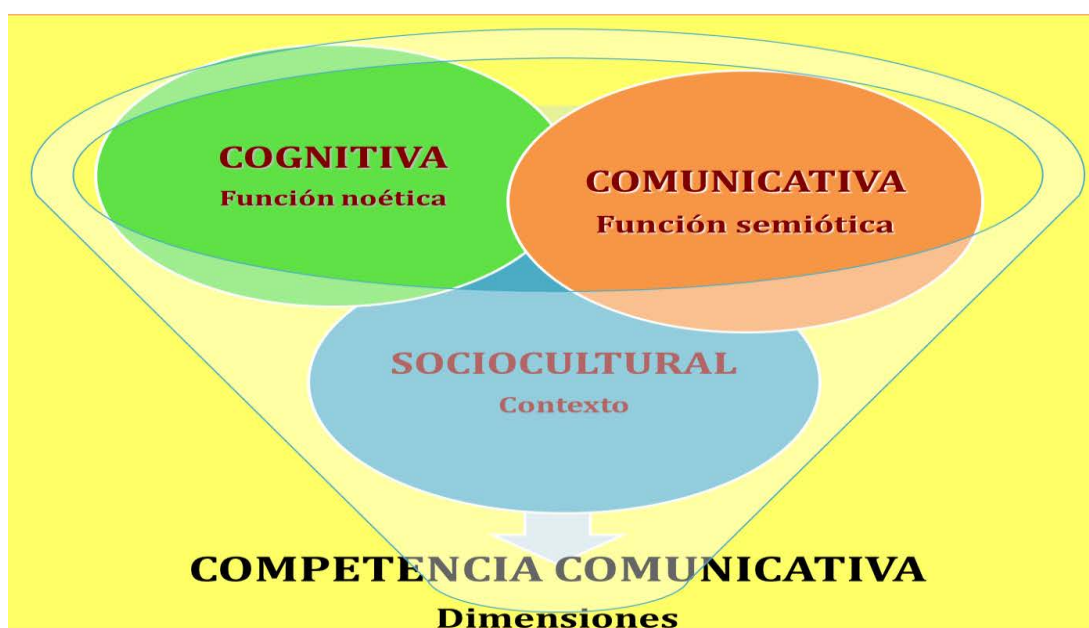 COGNITIVA
Función noética
COMUNICATIVA
Función semiótica
SOCIOCULTURAL
Contexto
COMPETENCIA COMUNICATIVA
Dimensiones